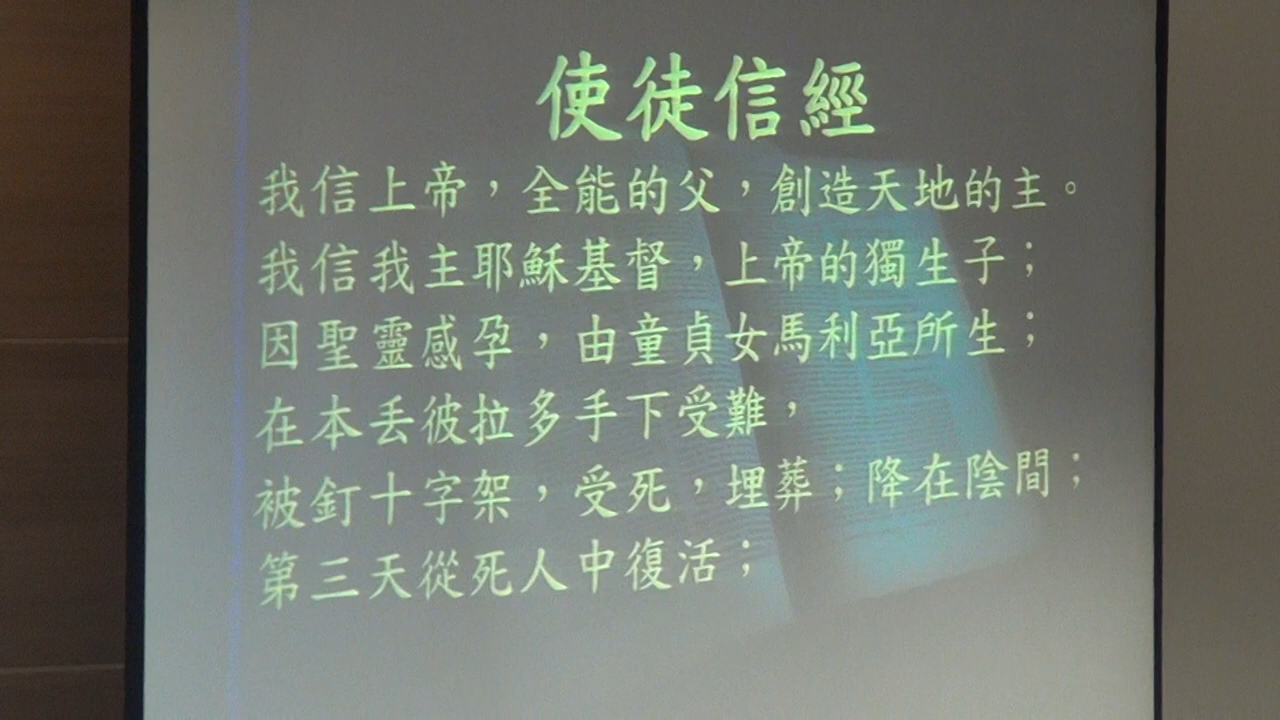 使徒信經
我信上帝，全能的父，創造天地的主。
我信我主耶穌基督，上帝的獨生子；
因聖靈感孕，由童貞女馬利亞所生；
在本丟彼拉多手下受難，
被釘十字架，受死，埋葬；降在陰間；
第三天從死人中復活；